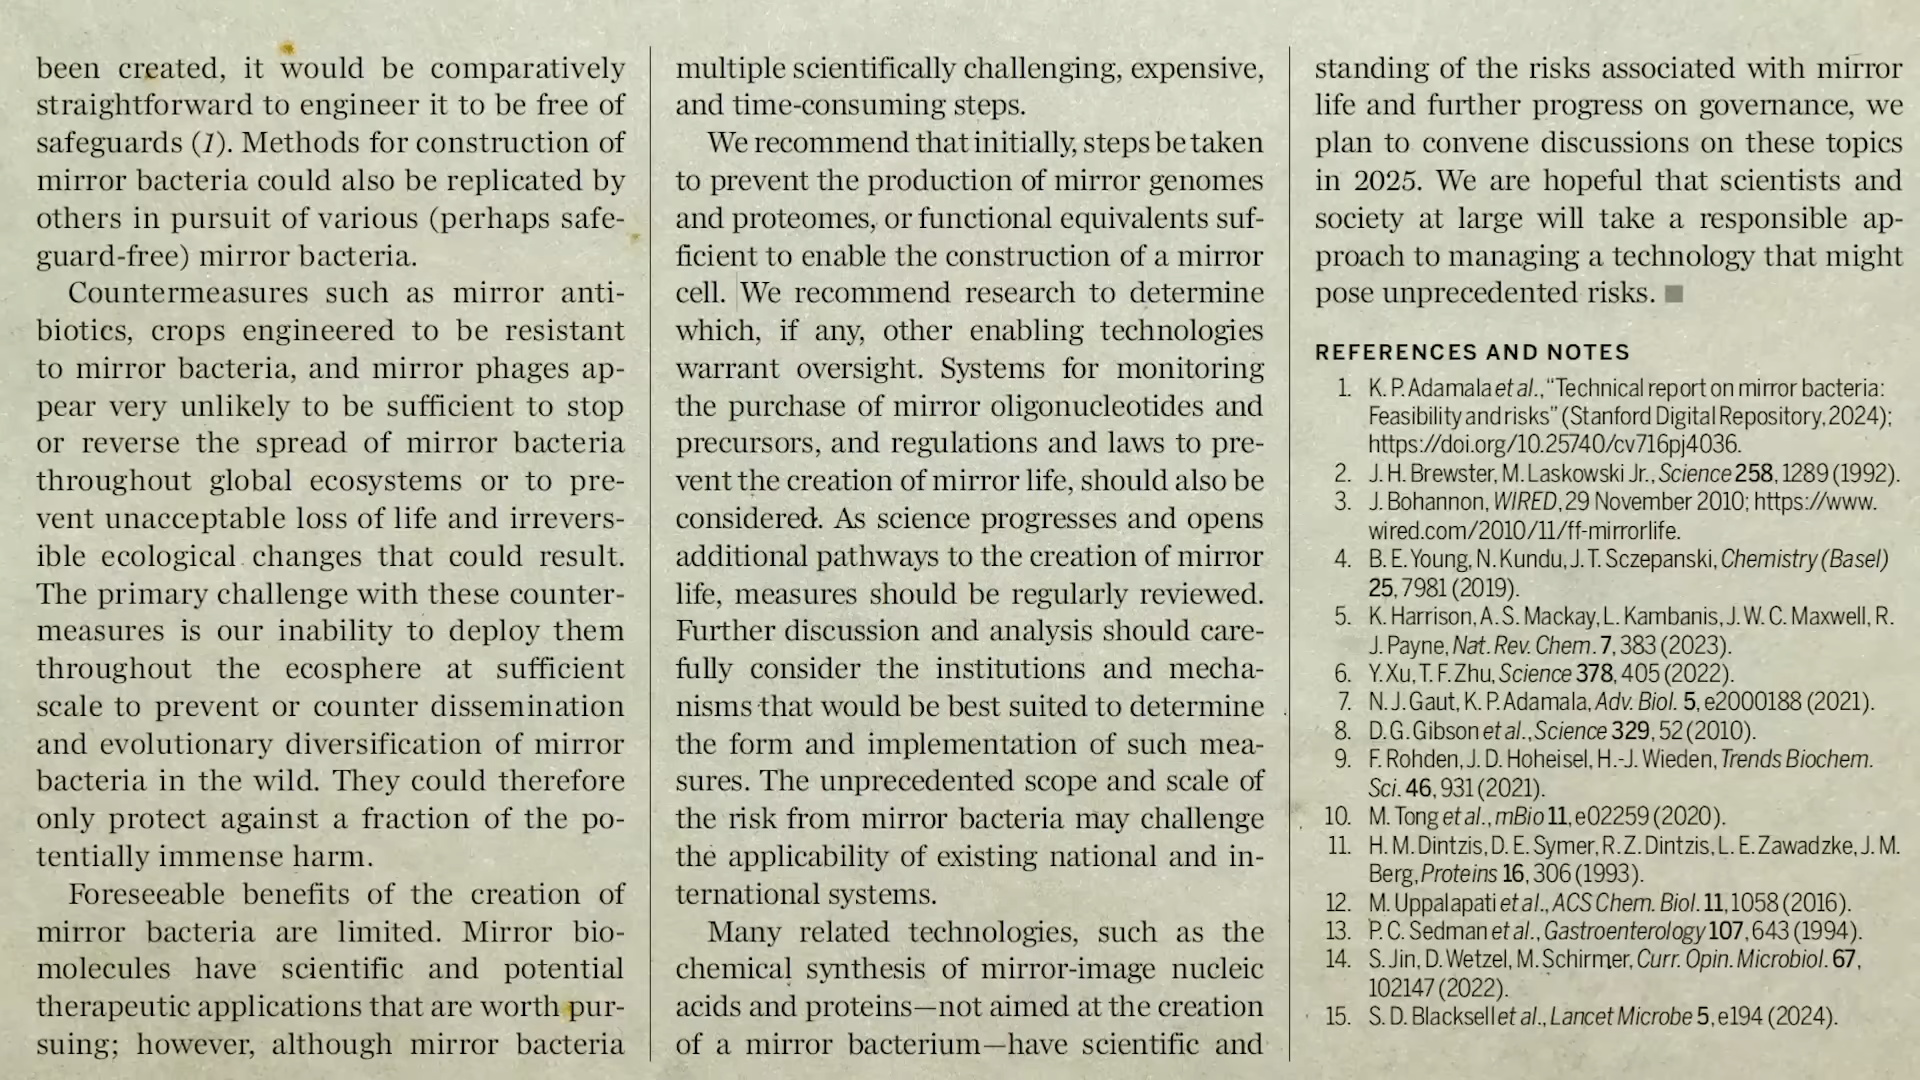 been created, it would be comparatively
straightforward to engineer it to be free of
safeguards (1). Methods for construction of
mirror bacteria could also be replicated by
others in pursuit of various (perhaps safe-
guard-free) mirror bacteria.
Countermeasures such as mirror anti-
biotics, crops engineered to be resistant
to mirror bacteria, and mirror phages ap-
pear very unlikely to be sufficient to stop
or reverse the spread of mirror bacteria
throughout global ecosystems or to pre-
vent unacceptable loss of life and irrevers-
ible ecological changes that could result.
The primary challenge with these counter-
measures is our inability to deploy them
throughout the ecosphere at sufficient
scale to prevent or counter dissemination
and evolutionary diversification of mirror
bacteria in the wild. They could therefore
only protect against a fraction of the po-
tentially immense harm.
Foreseeable benefits of the creation of
mirror bacteria are limited. Mirror bio-
molecules have scientific and potential
therapeutic applications that are worth pur-
suing; however, although mirror bacteria
multiple scientifically challenging, expensive,
and time-consuming steps.
We recommend that initially, steps be taken
to prevent the production of mirror genomes
and proteomes, or functional equivalents suf-
ficient to enable the construction of a mirror
cell. We recommend research to determine
which, if any, other enabling technologies
warrant oversight. Systems for monitoring
the purchase of mirror oligonucleotides and
precursors, and regulations and laws to pre-
vent the creation of mirror life, should also be
considered. As science progresses and opens
additional pathways to the creation of mirror
life, measures should be regularly reviewed.
Further discussion and analysis should care-
fully consider the institutions and mecha-
nisms that would be best suited to determine
the form and implementation of such mea-
sures. The unprecedented scope and scale of
the risk from mirror bacteria may challenge
the applicability of existing national and in-
ternational systems.
Many related technologies, such as the
chemical synthesis of mirror-image nucleic
acids and proteins—not aimed at the creation
of a mirror bacterium—have scientific and
standing of the risks associated with mirror
life and further progress on governance, we
plan to convene discussions on these topics
in 2025. We are hopeful that scientists and
society at large will take a responsible ap-
proach to managing a technology that might
pose unprecedented risks. ■
REFERENCES AND NOTES
1. K. P. Adamala et al., “Technical report on mirror bacteria:
Feasibility and risks” (Stanford Digital Repository, 2024);
https://doi.org/10.25740/cv716pj4036.
2. J. H. Brewster, M. Laskowski Jr., Science 258, 1289 (1992).
3. J. Bohannon, WIRED, 29 November 2010; https://www.
wired.com/2010/11/ff-mirrorlife.
4. B. E. Young, N. Kundu, J. T. Sczepanski, Chemistry (Basel)
25, 7981 (2019).
5. K. Harrison, A. S. Mackay, L. Kambanis, J. W. C. Maxwell, R.
J. Payne, Nat. Rev. Chem. 7, 383 (2023).
6. Y. Xu, T. F. Zhu, Science 378, 405 (2022).
7. N. J. Gaut, K. P. Adamala, Adv. Biol. 5, e2000188 (2021).
8. D. G. Gibson et al., Science 329, 52 (2010).
9. F. Rohden, J. D. Hoheisel, H.-J. Wieden, Trends Biochem.
Sci. 46, 931 (2021).
10. M. Tong et al., mBio 11, e02259 (2020).
11. H. M. Dintzis, D. E. Symer, R. Z. Dintzis, L. E. Zawadzke, J. M.
Berg, Proteins 16, 306 (1993).
12. M. Uppalapati et al., ACS Chem. Biol. 11, 1058 (2016).
13. P. C. Sedman et al., Gastroenterology 107, 643 (1994).
14. S. Jin, D. Wetzel, M. Schirmer, Curr. Opin. Microbiol. 67,
102147 (2022).
15. S. D. Blacksell et al., Lancet Microbe 5, e194 (2024).